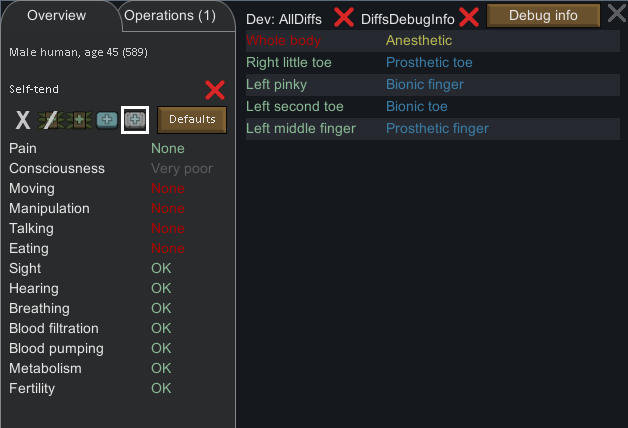 Overview Operations (1)
Male human, age 45 (589)
Self-tend
Defaults
Pain None
Consciousness Very poor
Moving None
Manipulation None
Talking None
Eating None
Sight OK
Hearing OK
Breathing OK
Blood filtration OK
Blood pumping OK
Metabolism OK
Fertility OK
Dev: AllDiffs DiffsDebugInfo Debug info
Whole body Anesthetic
Right little toe Prosthetic toe
Left pinky Bionic finger
Left second toe Bionic toe
Left middle finger Prosthetic finger